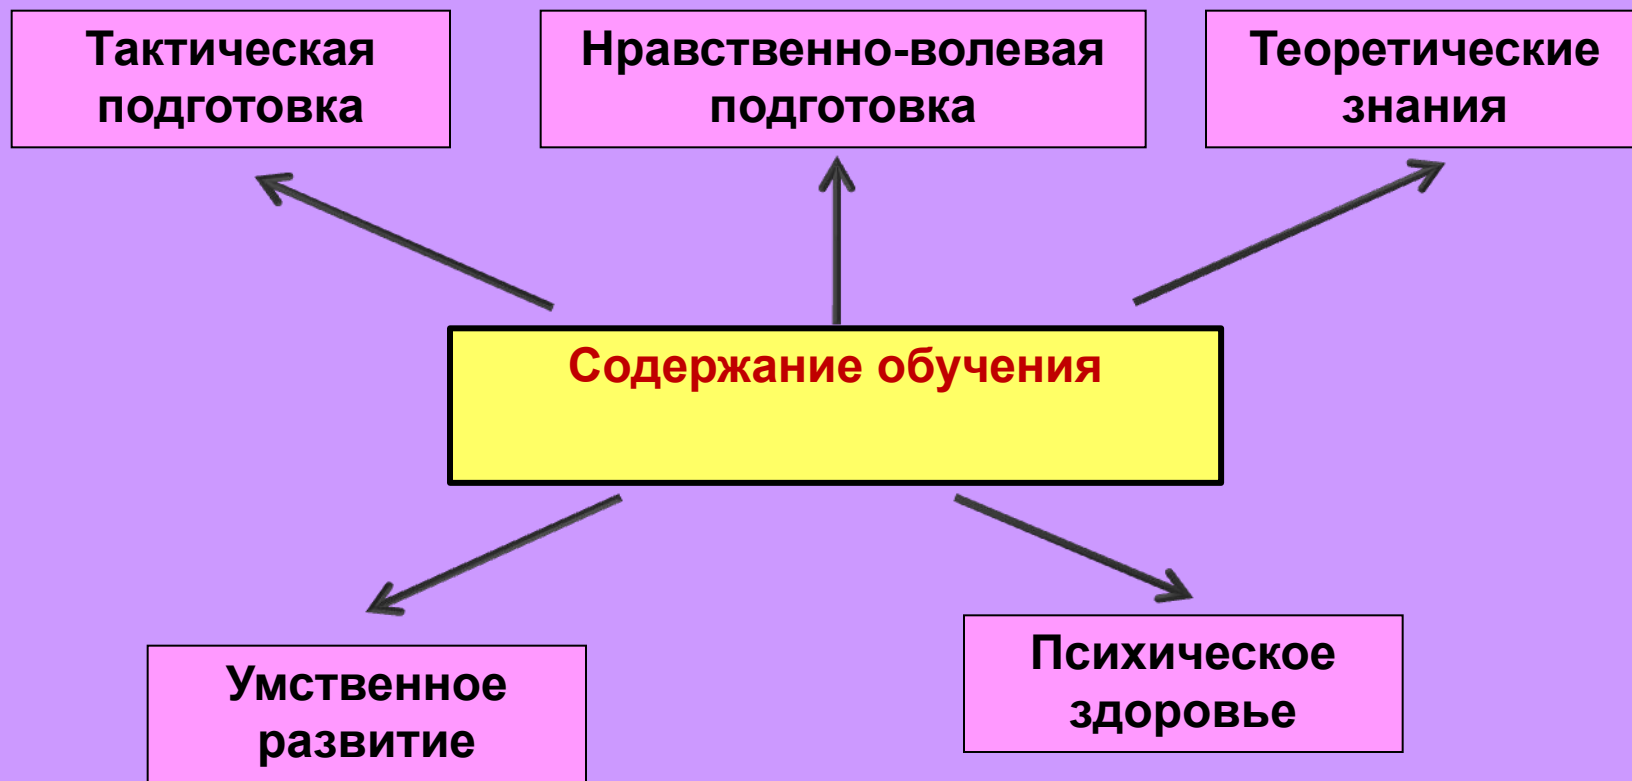 Тактическая
подготовка
Нравственно-волевая
подготовка
Теоретические
знания
Содержание обучения
Умственное
развитие
Психическое
здоровье